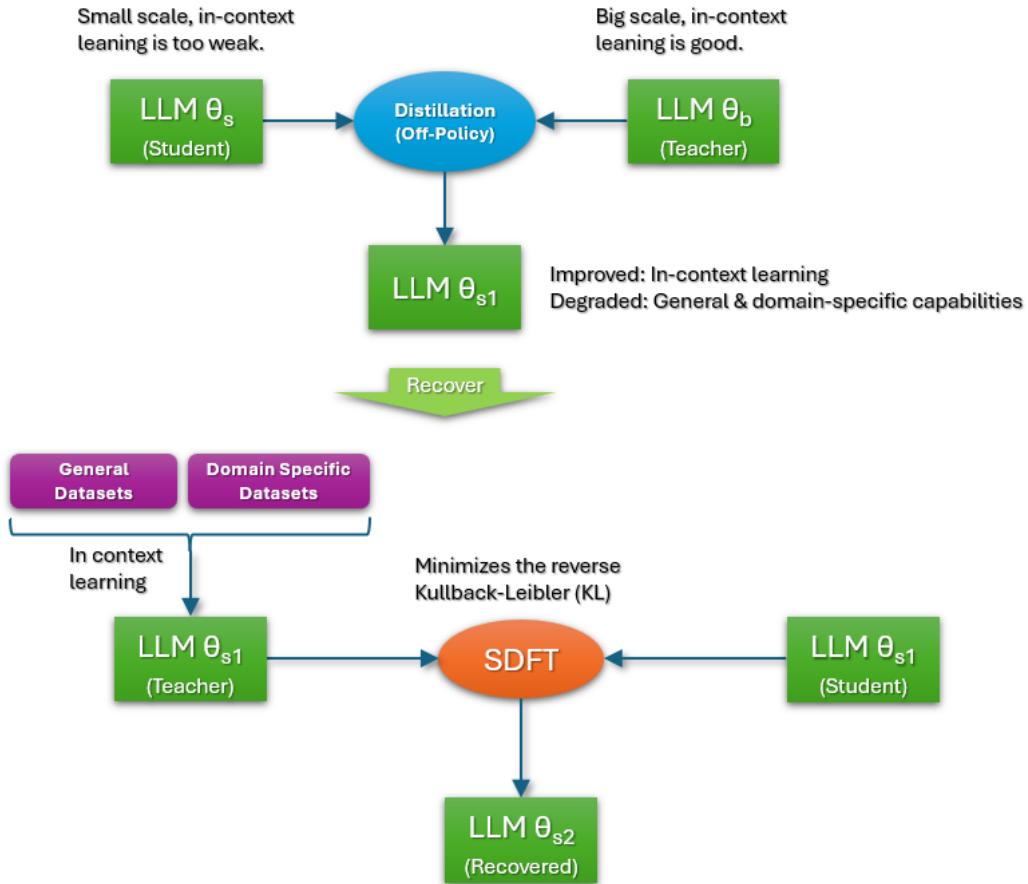 Small scale, in-context
leaning is too weak.
Big scale, in-context
leaning is good.
LLM θs
(Student)
Distillation
(Off-Policy)
LLM θb
(Teacher)
LLM θs1
Improved: In-context learning
Degraded: General & domain-specific capabilities
Recover
General
Datasets
Domain Specific
Datasets
In context
learning
Minimizes the reverse
Kullback-Leibler (KL)
LLM θs1
(Teacher)
SDFT
LLM θs1
(Student)
LLM θs2
(Recovered)